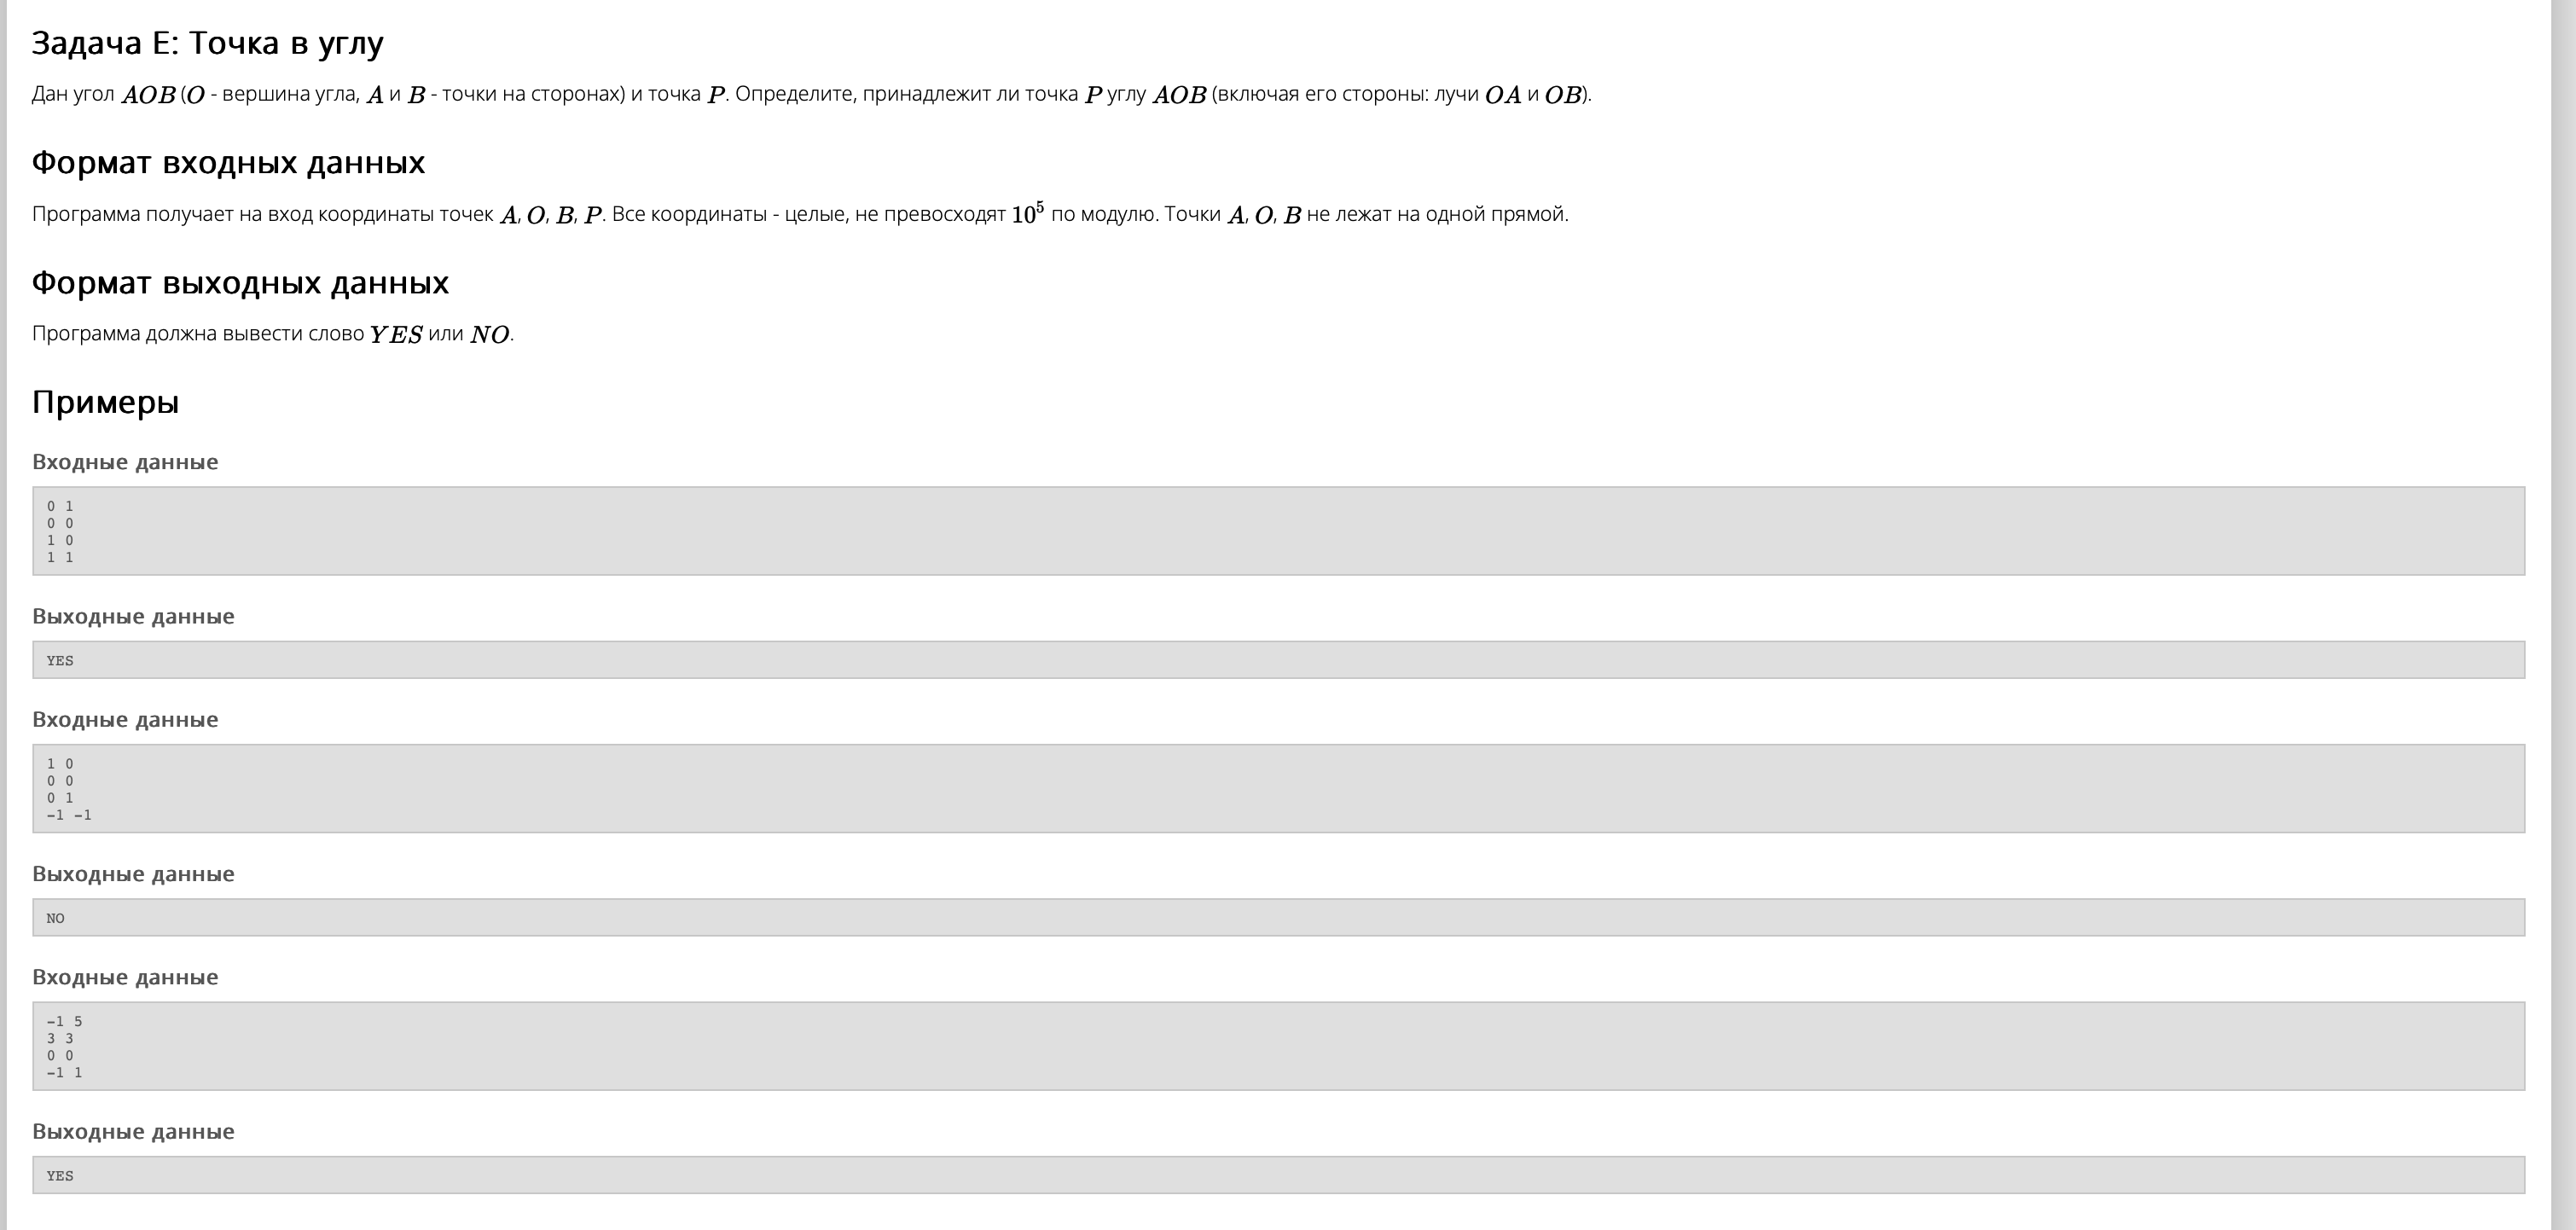 Задача E: Точка в углу
Дан угол AOB (O - вершина угла, A и B - точки на сторонах) и точка P. Определите, принадлежит ли точка P углу AOB (включая его стороны: лучи OA и OB).
Формат входных данных
Программа получает на вход координаты точек A, O, B, P. Все координаты - целые, не превосходят 10⁵ по модулю. Точки A, O, B не лежат на одной прямой.
Формат выходных данных
Программа должна вывести слово YES или NO.
Примеры
Входные данные
0 1
0 0
1 0
1 1
Выходные данные
YES
Входные данные
1 0
0 0
0 1
-1 -1
Выходные данные
NO
Входные данные
-1 5
3 3
0 0
-1 1
Выходные данные
YES